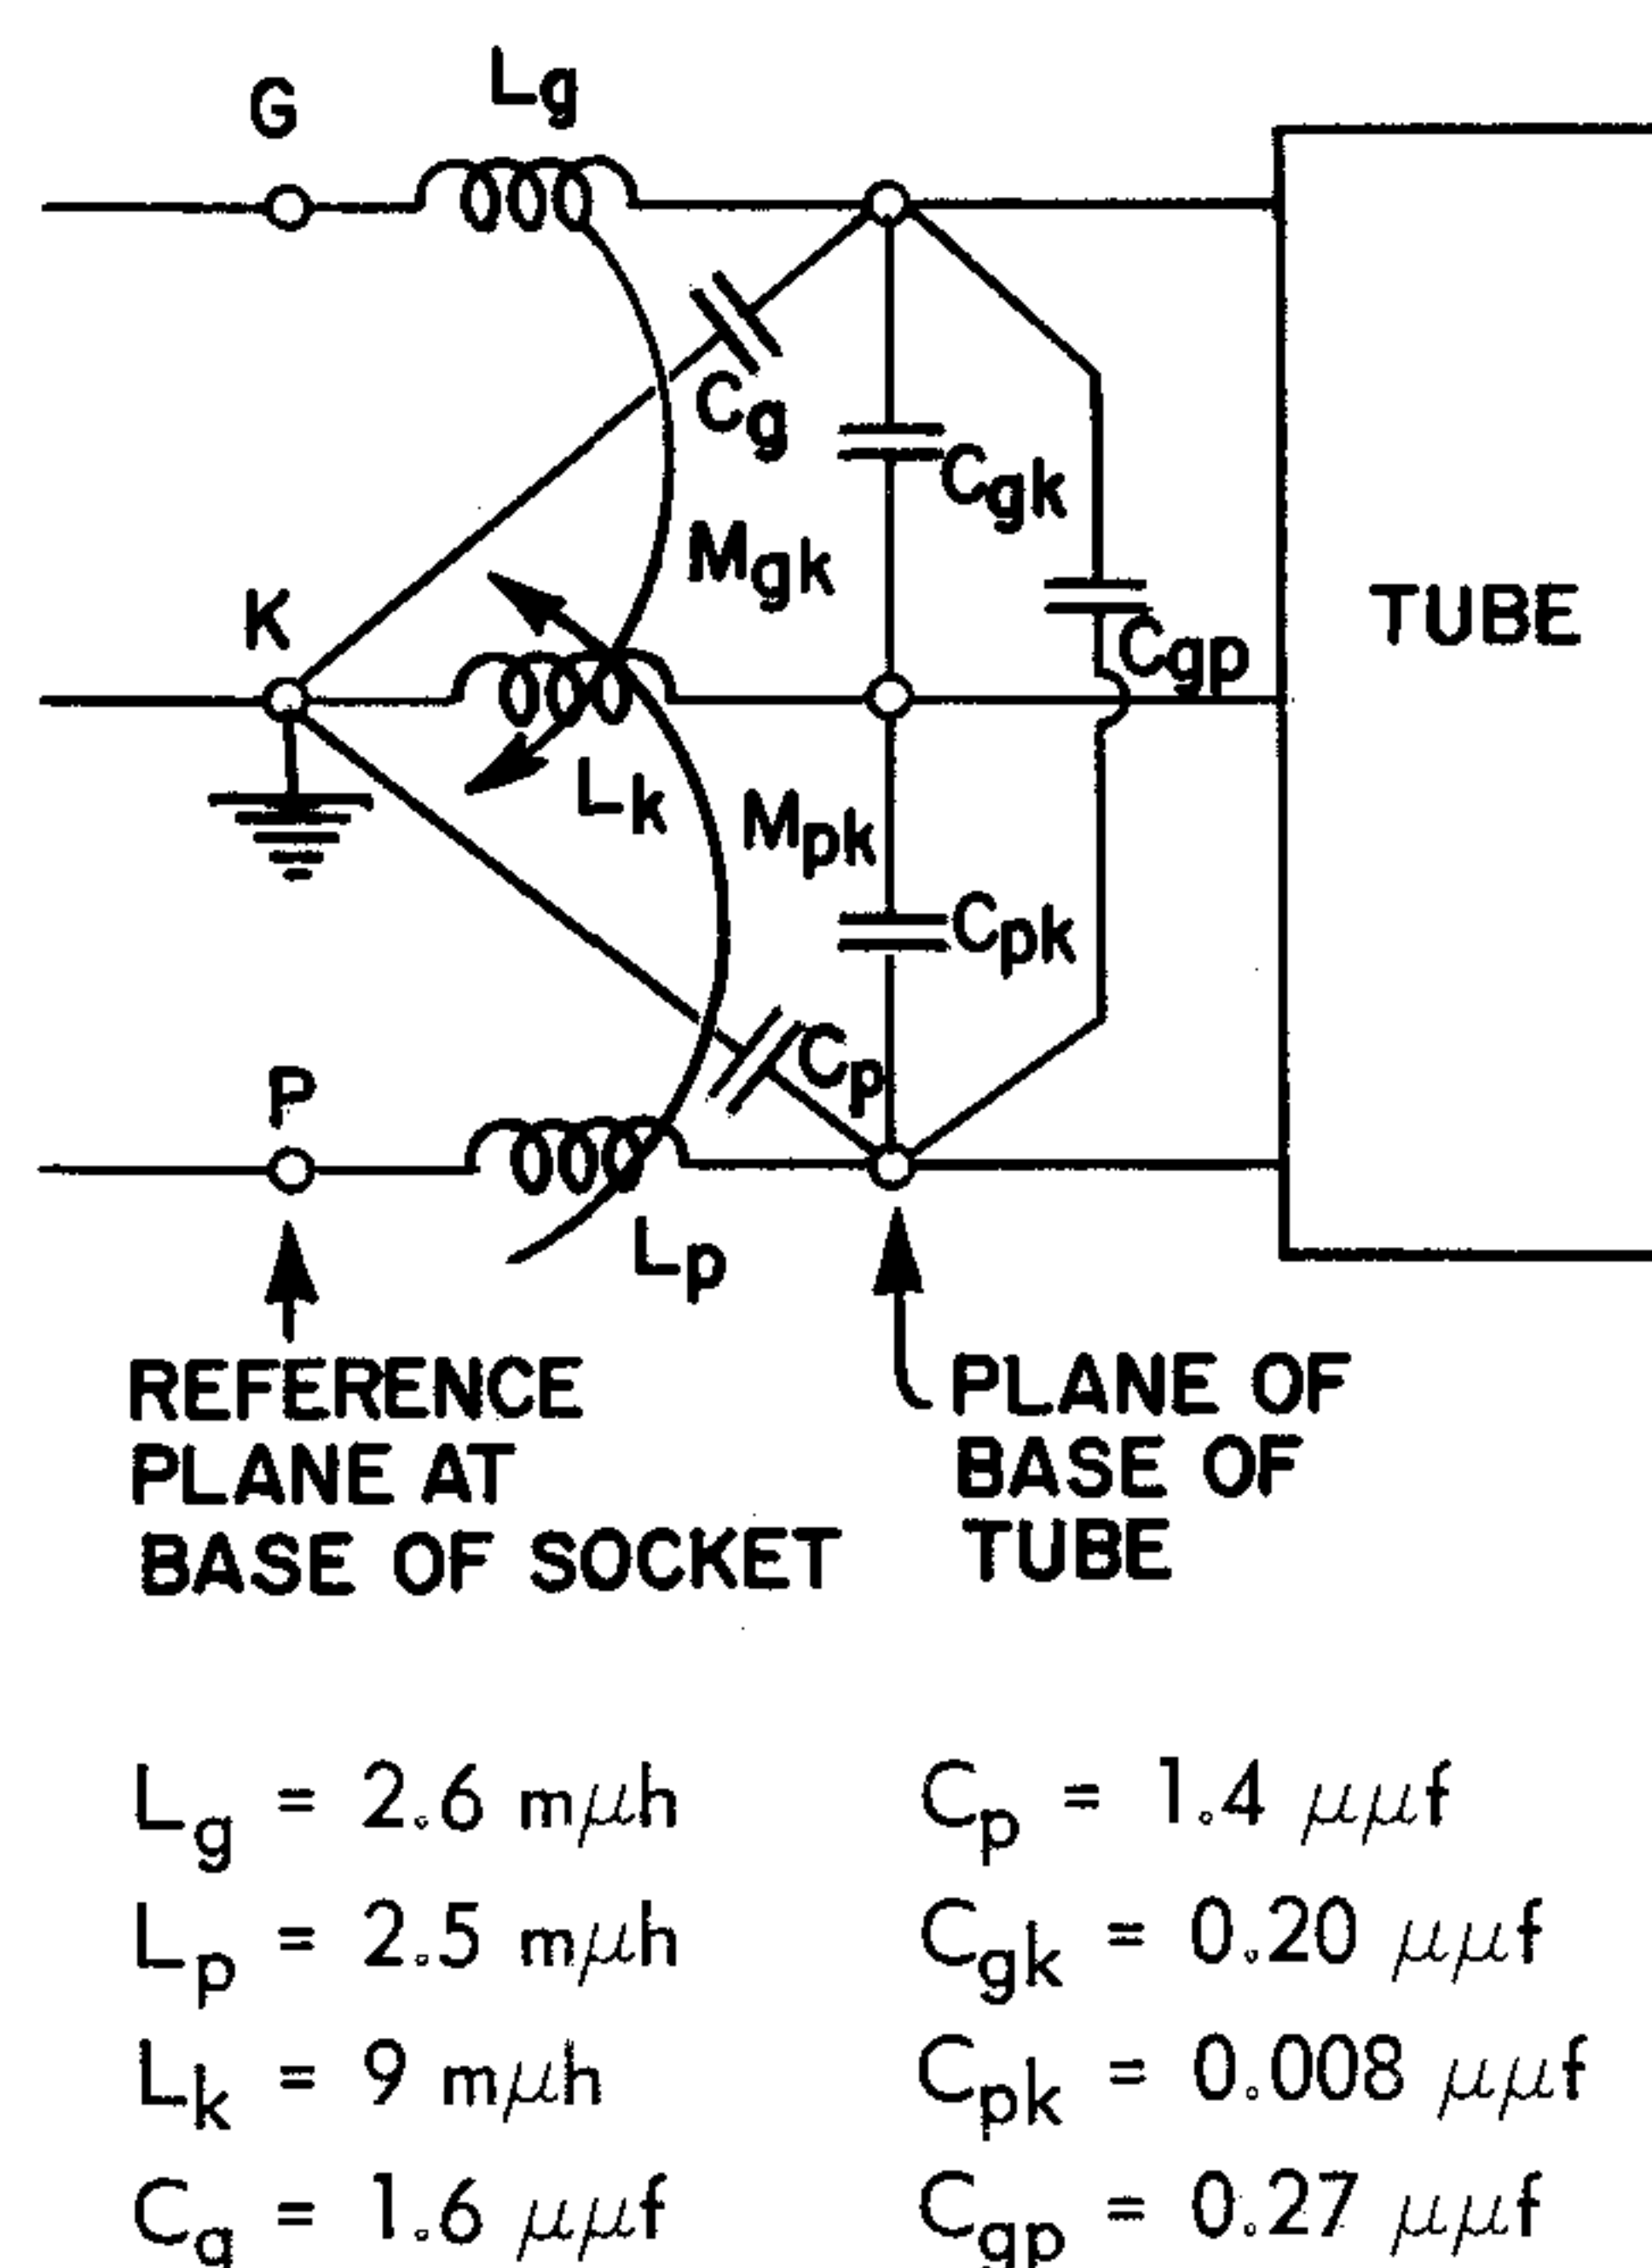 G
Lg
Cg
Cgk
Mgk
K
Cgp
TUBE
Lk
Mpk
Cpk
Cp
P
Lp
REFERENCE
PLANE AT
BASE OF SOCKET
PLANE OF
BASE OF
TUBE
Lg = 2.6 mμh
Lp = 2.5 mμh
Lk = 9 mμh
Cg = 1.6 μμf
Cp = 1.4 μμf
Cgk = 0.20 μμf
Cpk = 0.008 μμf
Cgp = 0.27 μμf